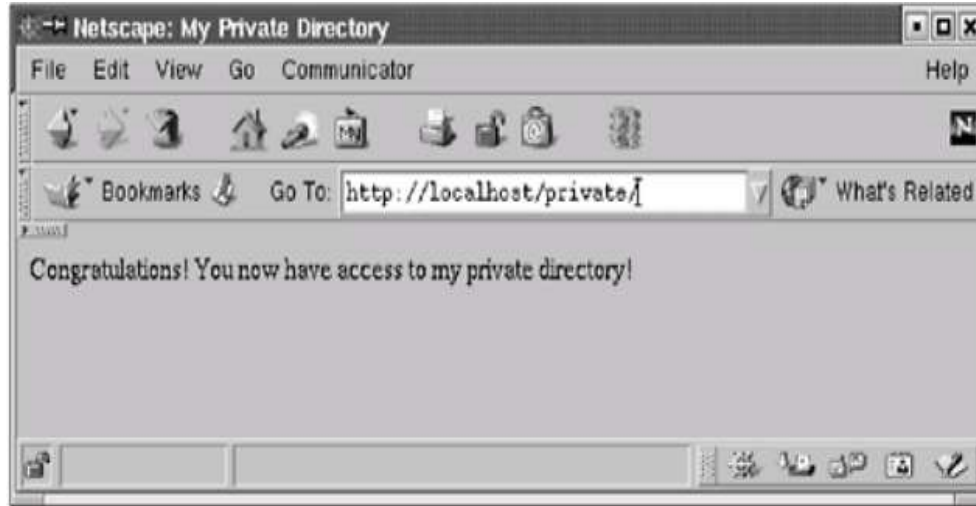 Netscape: My Private Directory
File Edit View Go Communicator Help
MN
N
Bookmarks Go To: http://localhost/private/ What's Related
Congratulations! You now have access to my private directory!